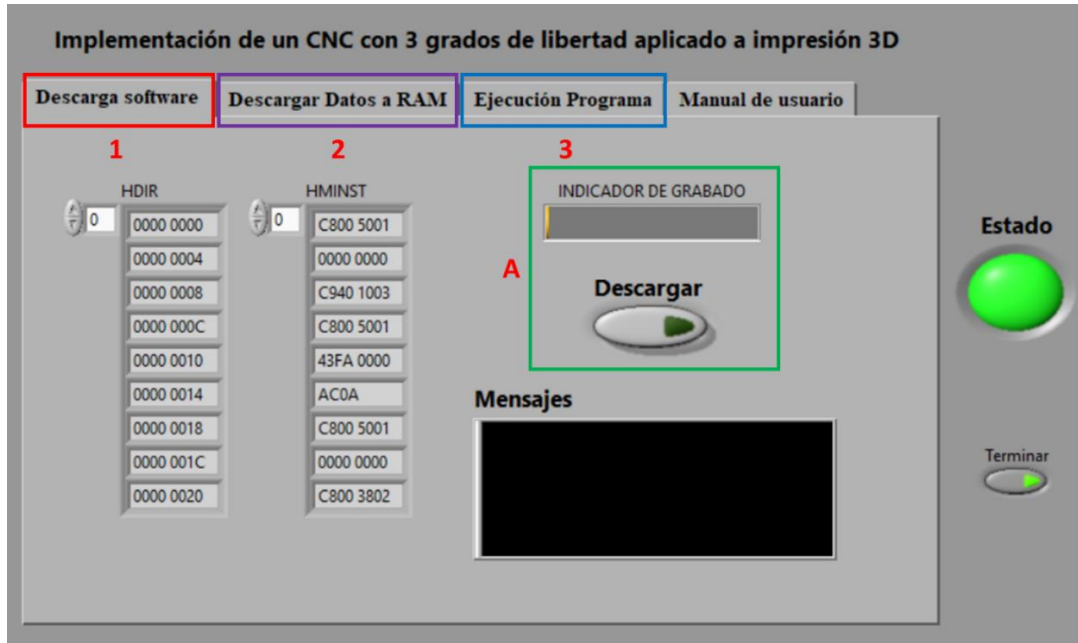 Implementación de un CNC con 3 grados de libertad aplicado a impresión 3D
Descarga software
Descargar Datos a RAM
Ejecución Programa
Manual de usuario
1
2
3
HDIR
0
0000 0000
0000 0004
0000 0008
0000 000C
0000 0010
0000 0014
0000 0018
0000 001C
0000 0020
HMINST
0
C800 5001
0000 0000
C940 1003
C800 5001
43FA 0000
AC0A
C800 5001
0000 0000
C800 3802
INDICADOR DE GRABADO
A
Descargar
Mensajes
Estado
Terminar